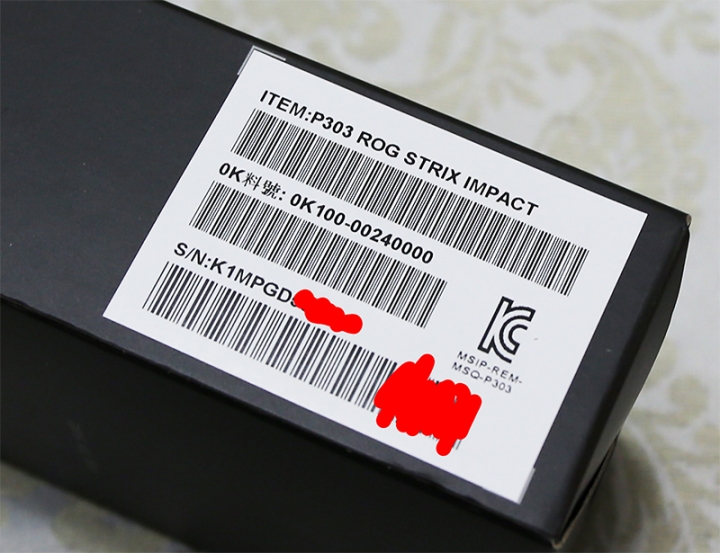 ITEM:P303 ROG STRIX IMPACT
0K料號: 0K100-00240000
S/N:K1MPGD
MSIP-REM-
MSQ-P303